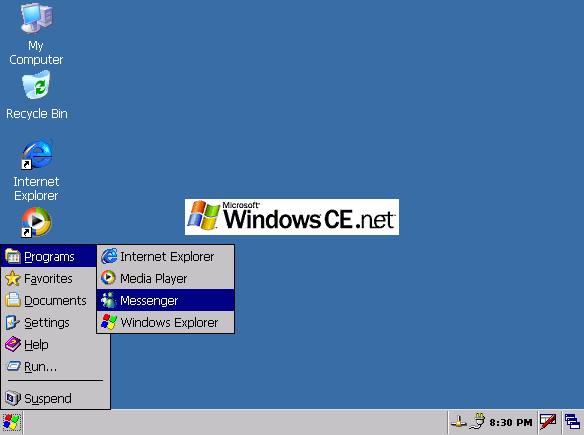 My
Computer
Recycle Bin
Internet
Explorer
Microsoft®
Windows CE.net
Programs
Favorites
Documents
Settings
Help
Run...
Suspend
Internet Explorer
Media Player
Messenger
Windows Explorer
8:30 PM